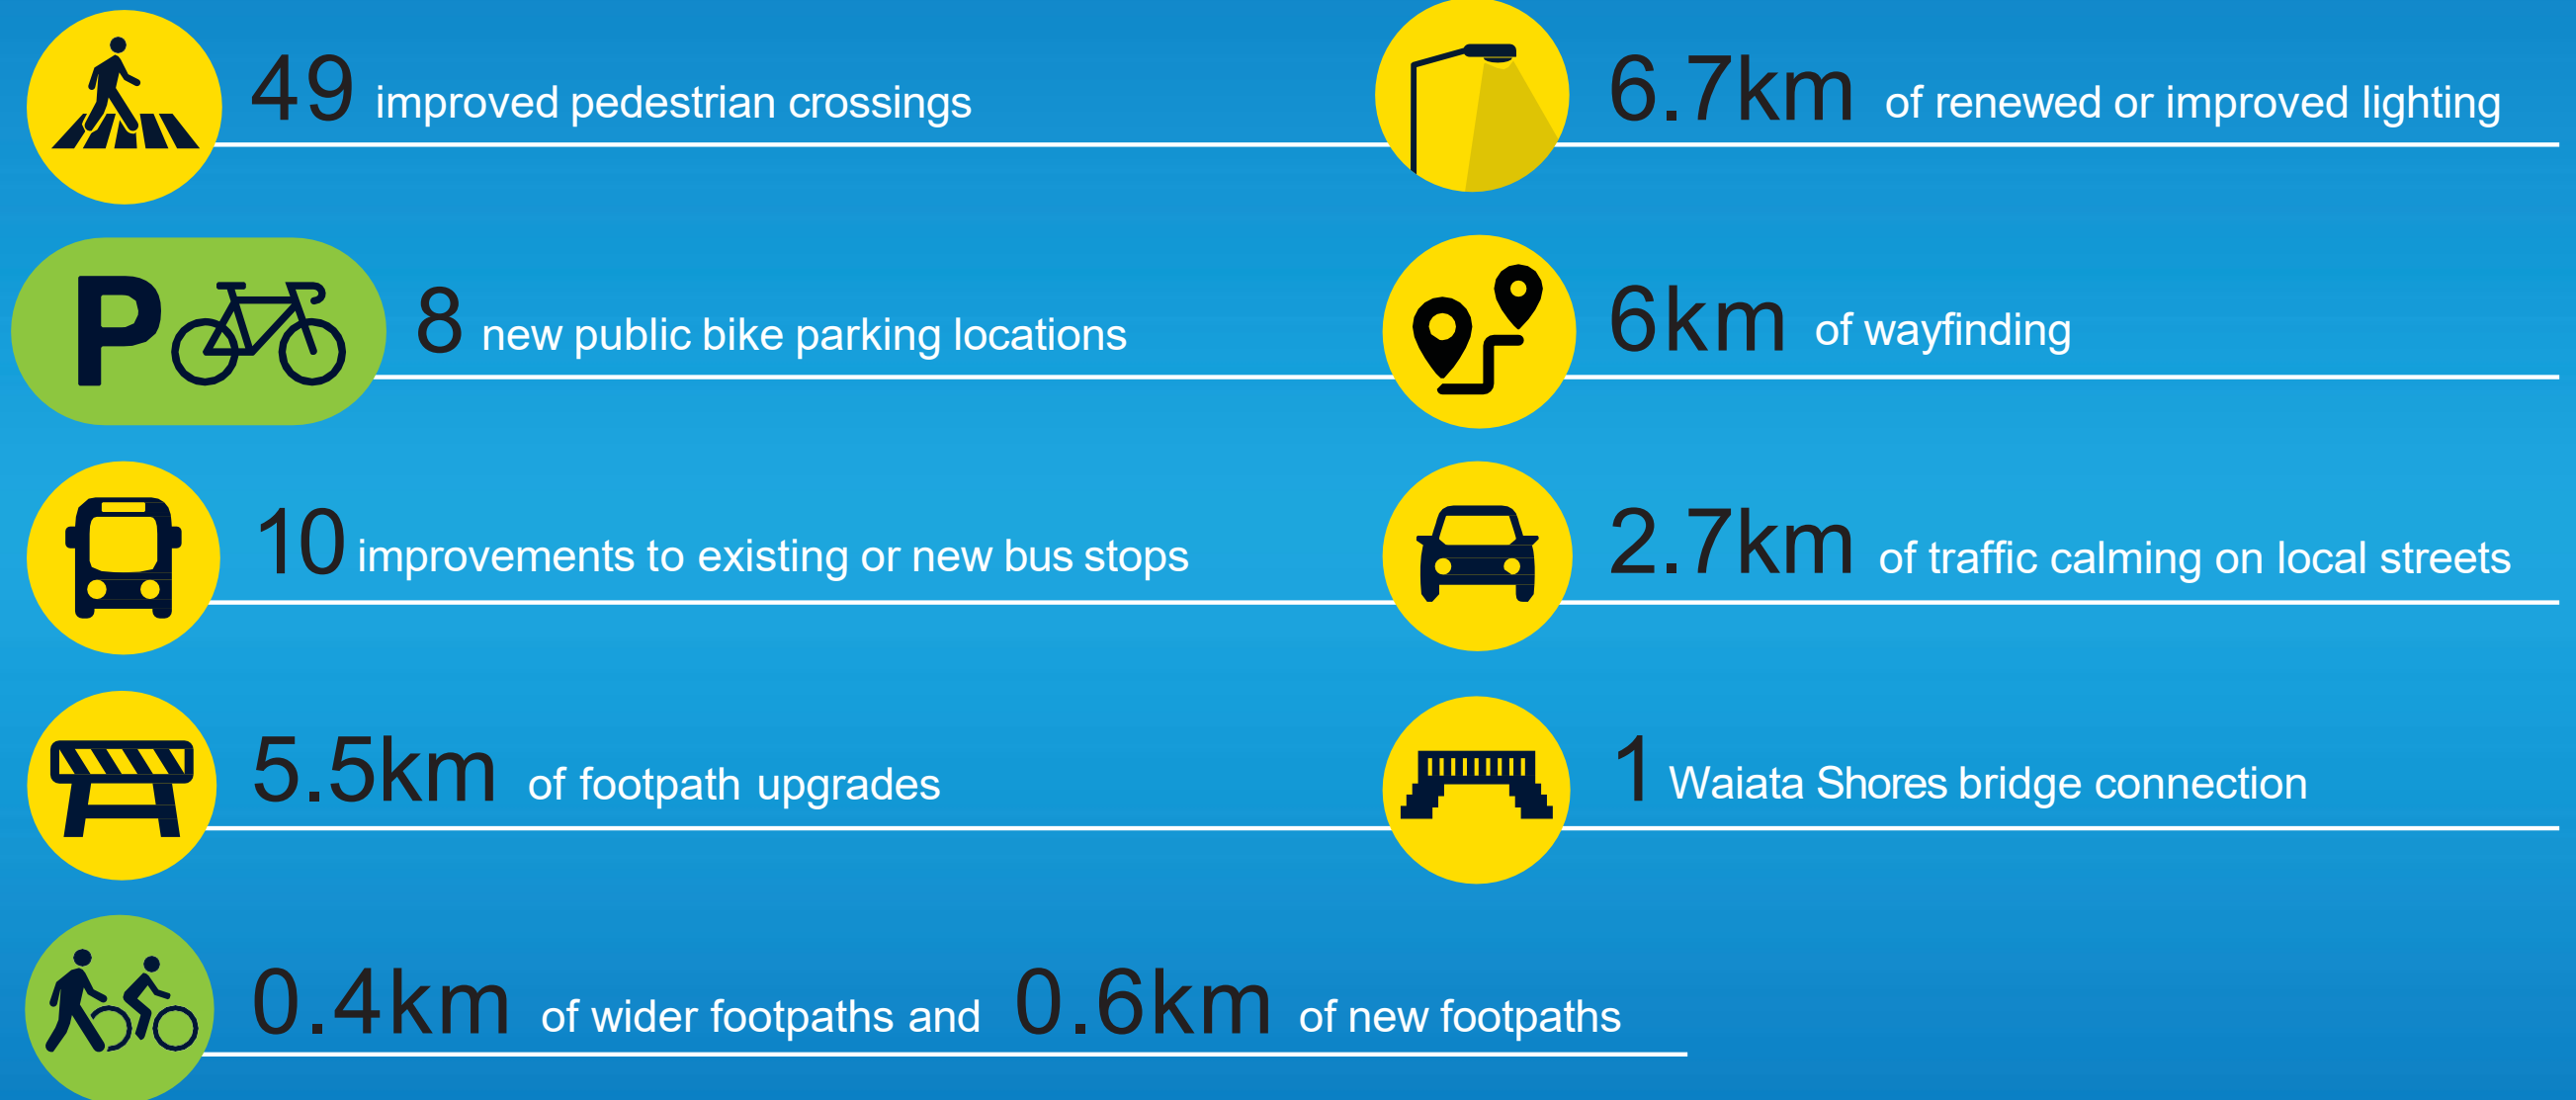 49 improved pedestrian crossings
6.7km of renewed or improved lighting
P
8 new public bike parking locations
6km of wayfinding
10 improvements to existing or new bus stops
2.7km of traffic calming on local streets
5.5km of footpath upgrades
1 Waiata Shores bridge connection
0.4km of wider footpaths and 0.6km of new footpaths